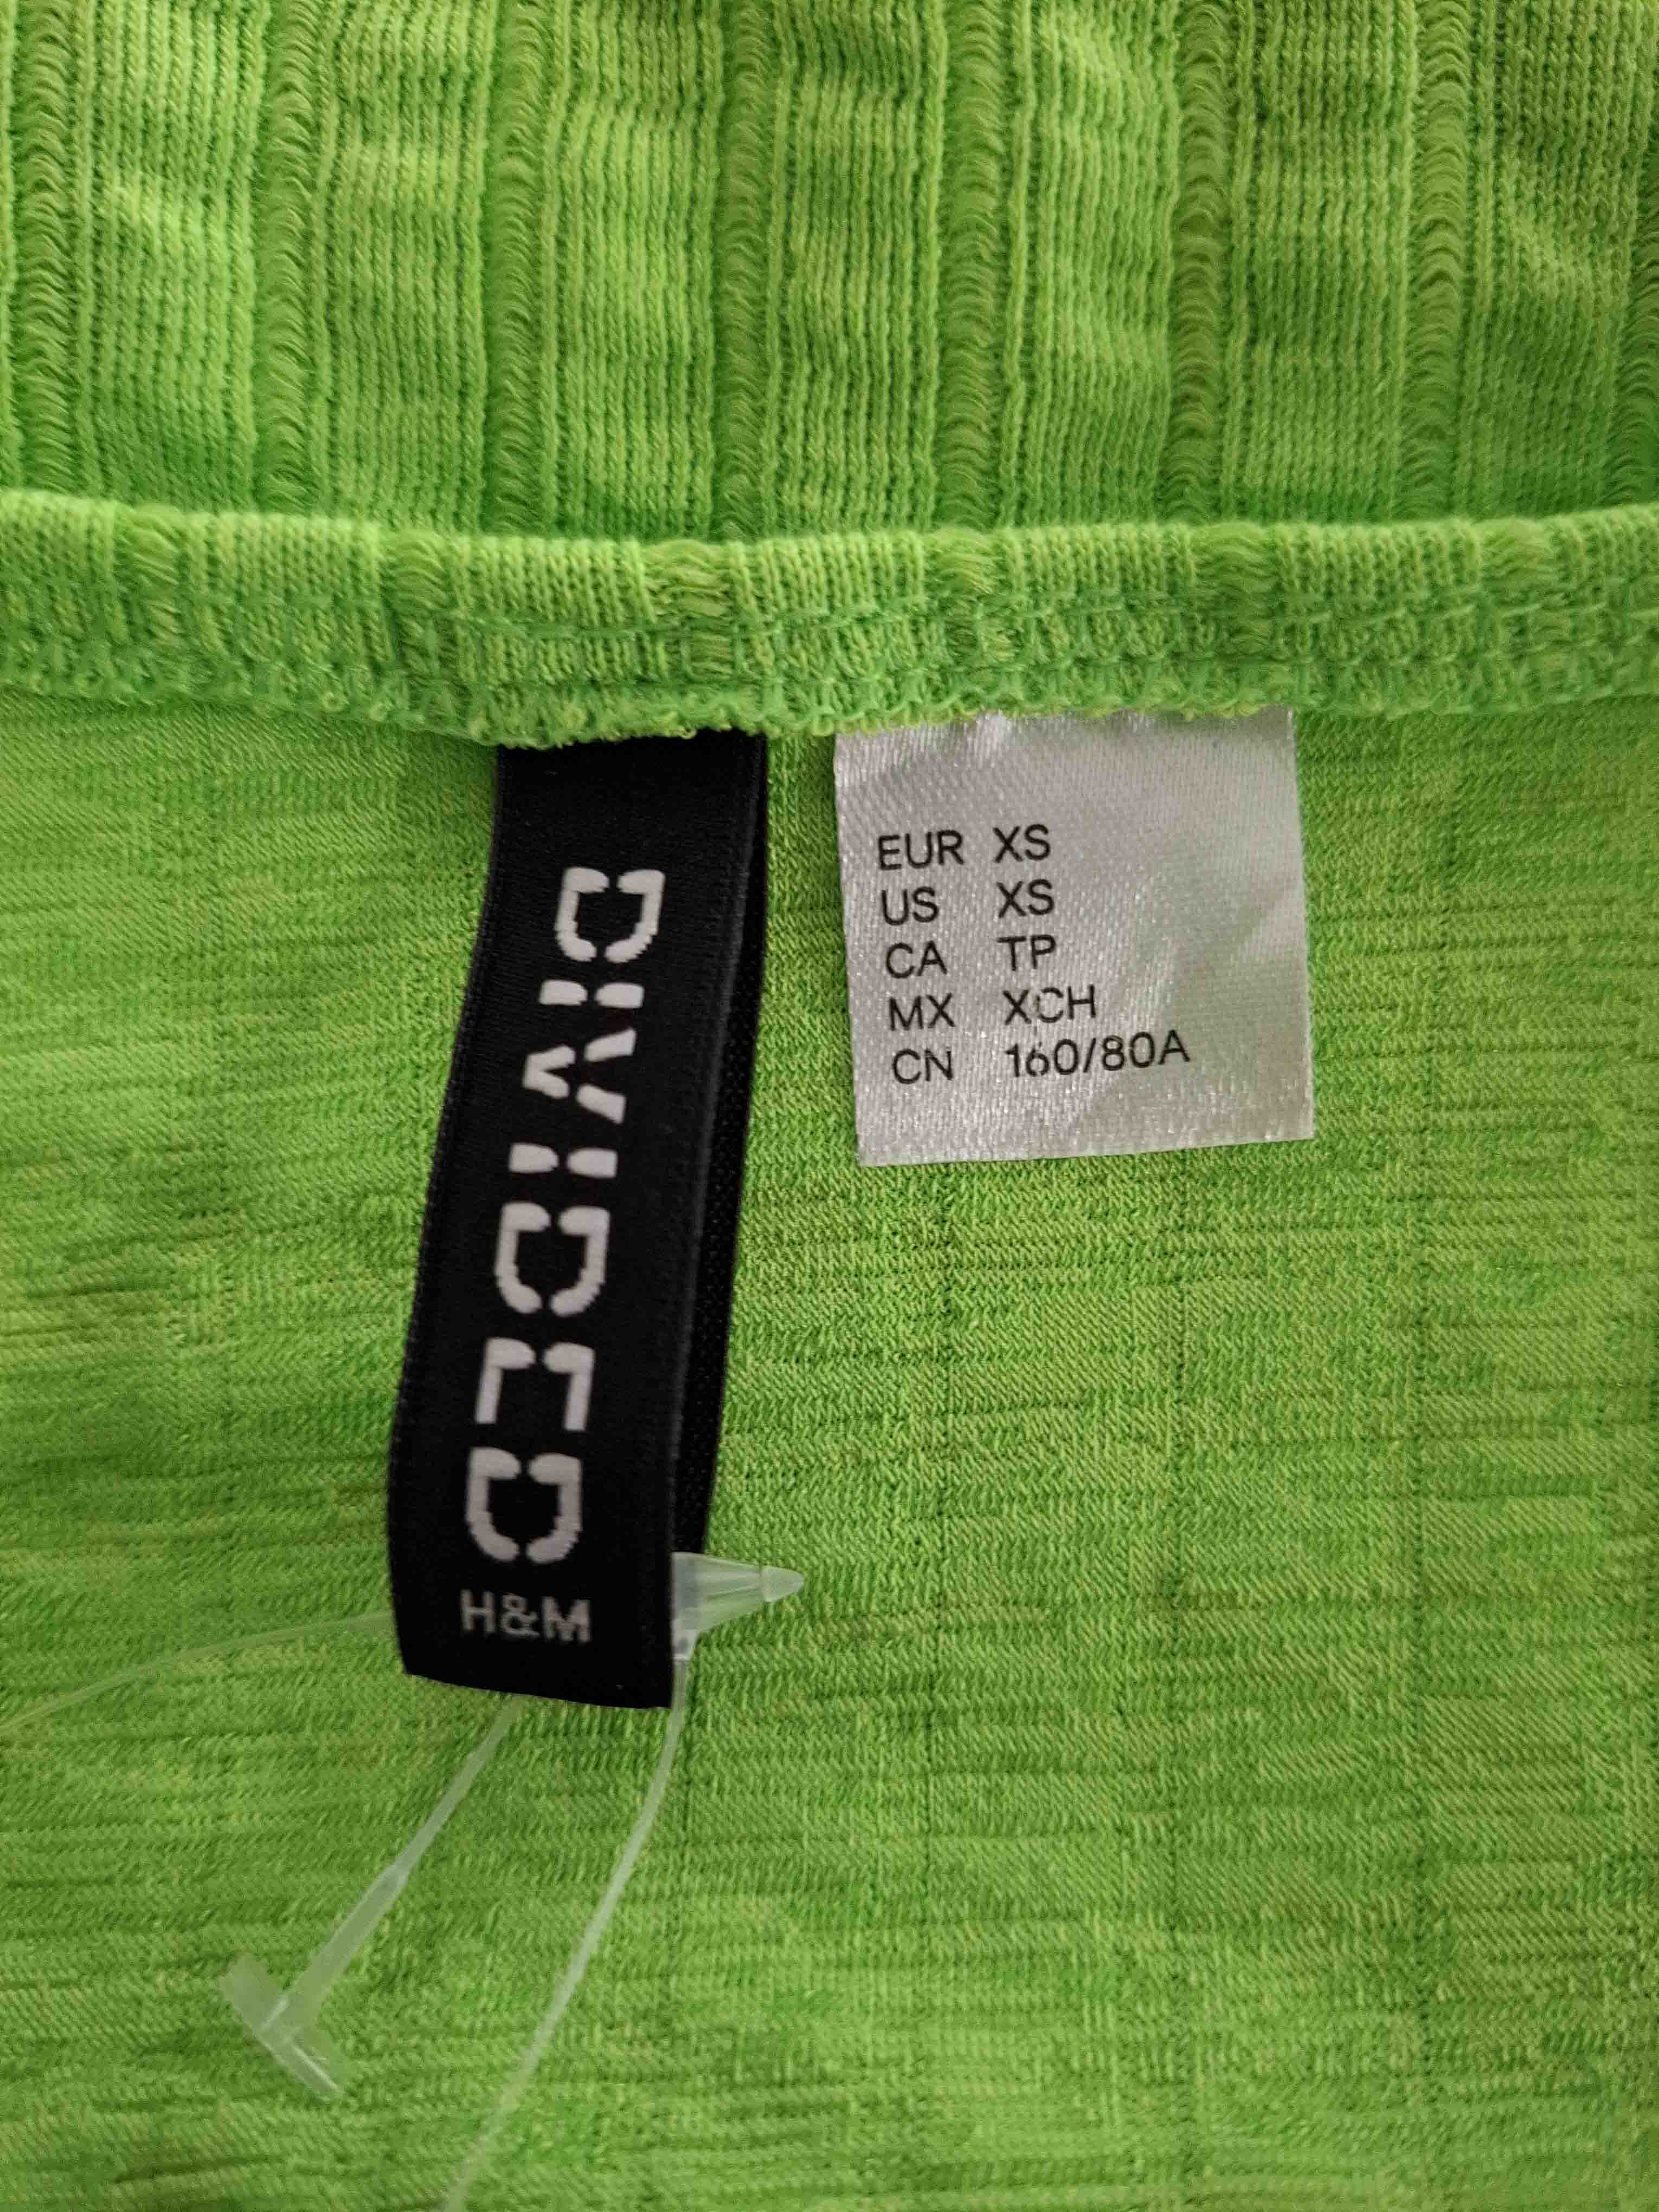 DIVIDED
H&M
EUR XS
US XS
CA TP
MX XCH
CN 160/80A